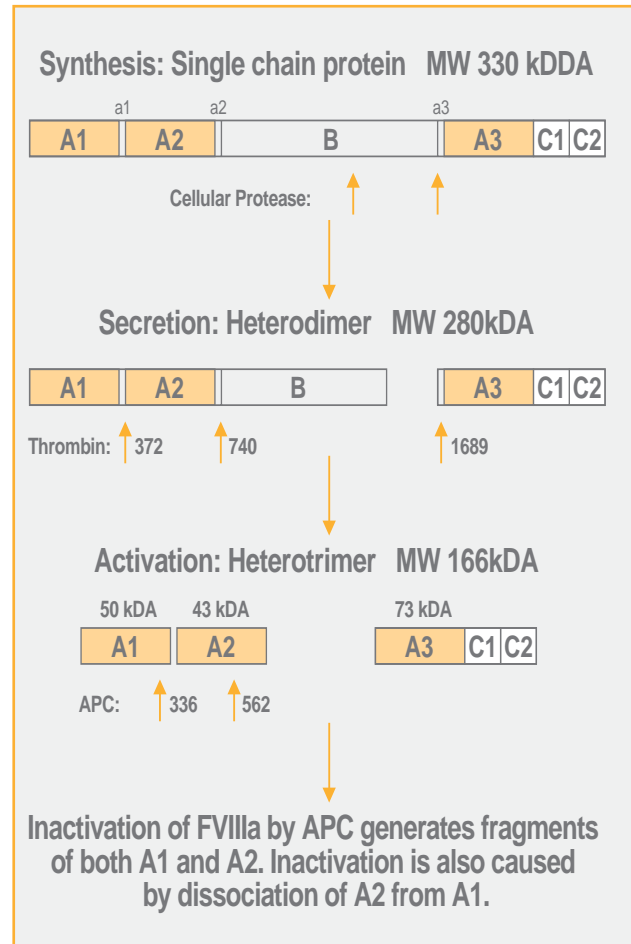 Synthesis: Single chain protein MW 330 kDDA
a1 a2 a3
A1 A2 B A3 C1 C2
Cellular Protease:
Secretion: Heterodimer MW 280kDA
A1 A2 B A3 C1 C2
Thrombin: 372 740 1689
Activation: Heterotrimer MW 166kDA
50 kDA 43 kDA 73 kDA
A1 A2 A3 C1 C2
APC: 336 562
Inactivation of FVIIIa by APC generates fragments
of both A1 and A2. Inactivation is also caused
by dissociation of A2 from A1.